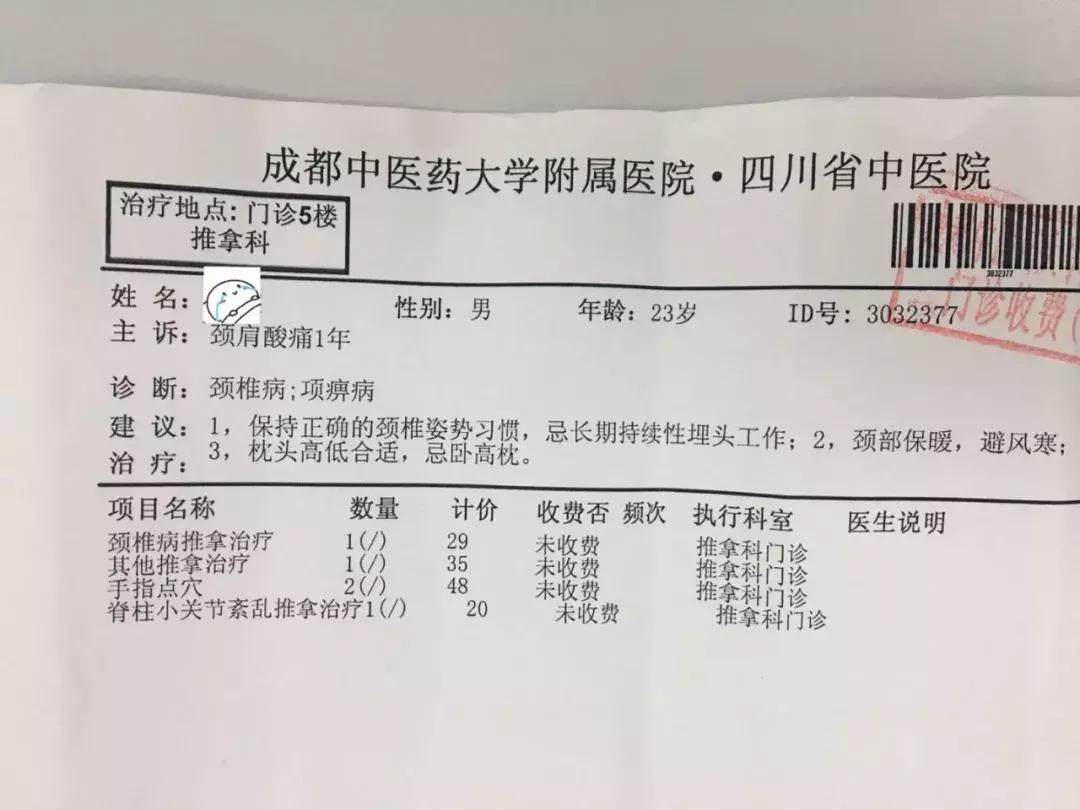 成都中医药大学附属医院·四川省中医院
治疗地点：门诊5楼
推拿科
3032377
姓 名：
性别：男
年龄：23岁
ID号：3032377
门诊收费
主 诉：颈肩酸痛1年
诊 断：颈椎病;项痹病
建 议：1，保持正确的颈椎姿势习惯，忌长期持续性埋头工作；2，颈部保暖，避风寒；
3，枕头高低合适，忌卧高枕。
治 疗：
项目名称 数量 计价 收费否 频次 执行科室 医生说明
颈椎病推拿治疗 1(/) 29 未收费 推拿科门诊
其他推拿治疗 1(/) 35 未收费 推拿科门诊
手指点穴 2(/) 48 未收费 推拿科门诊
脊柱小关节紊乱推拿治疗1(/) 20 未收费 推拿科门诊